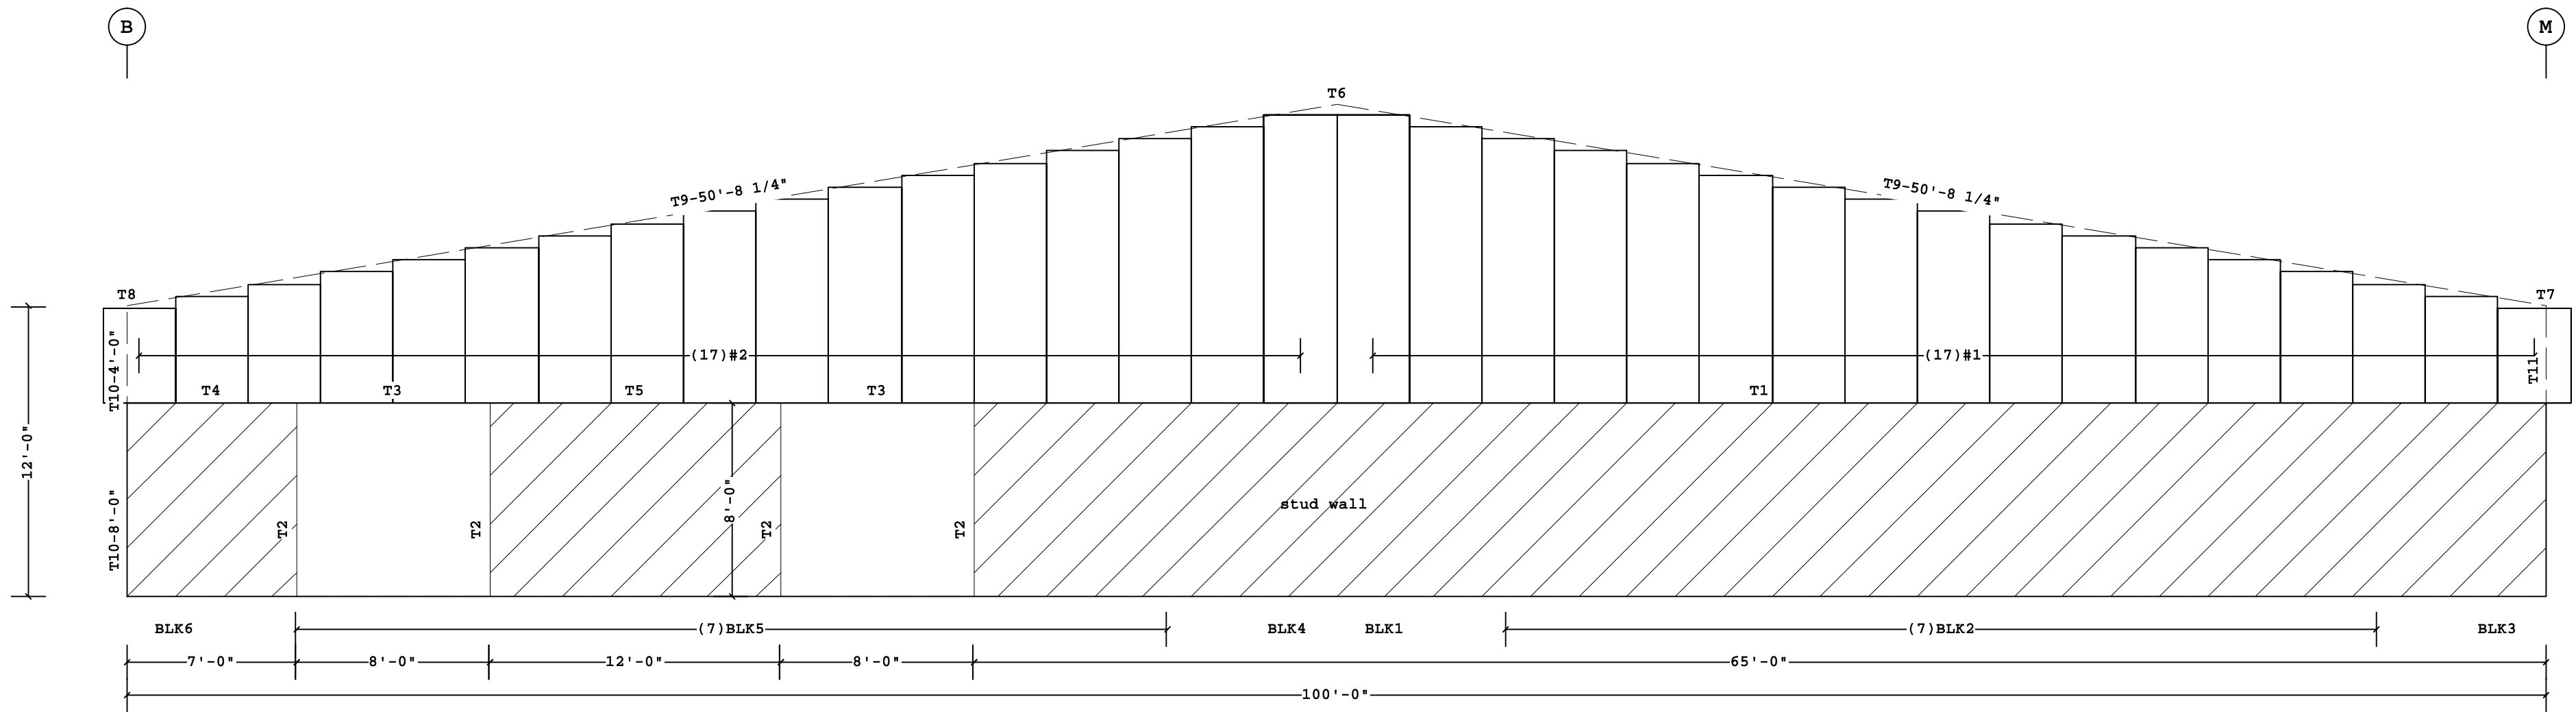 B M
T6
T9-50'-8 1/4" T9-50'-8 1/4"
T8 T7
T10-4'-0" (17)#2 (17)#1 T11
T4 T3 T5 T3 T1
12'-0"
T10-8'-0" T2 T2 8'-0" T2 T2 stud wall
BLK6 (7)BLK5 BLK4 BLK1 (7)BLK2 BLK3
7'-0" 8'-0" 12'-0" 8'-0" 65'-0"
100'-0"